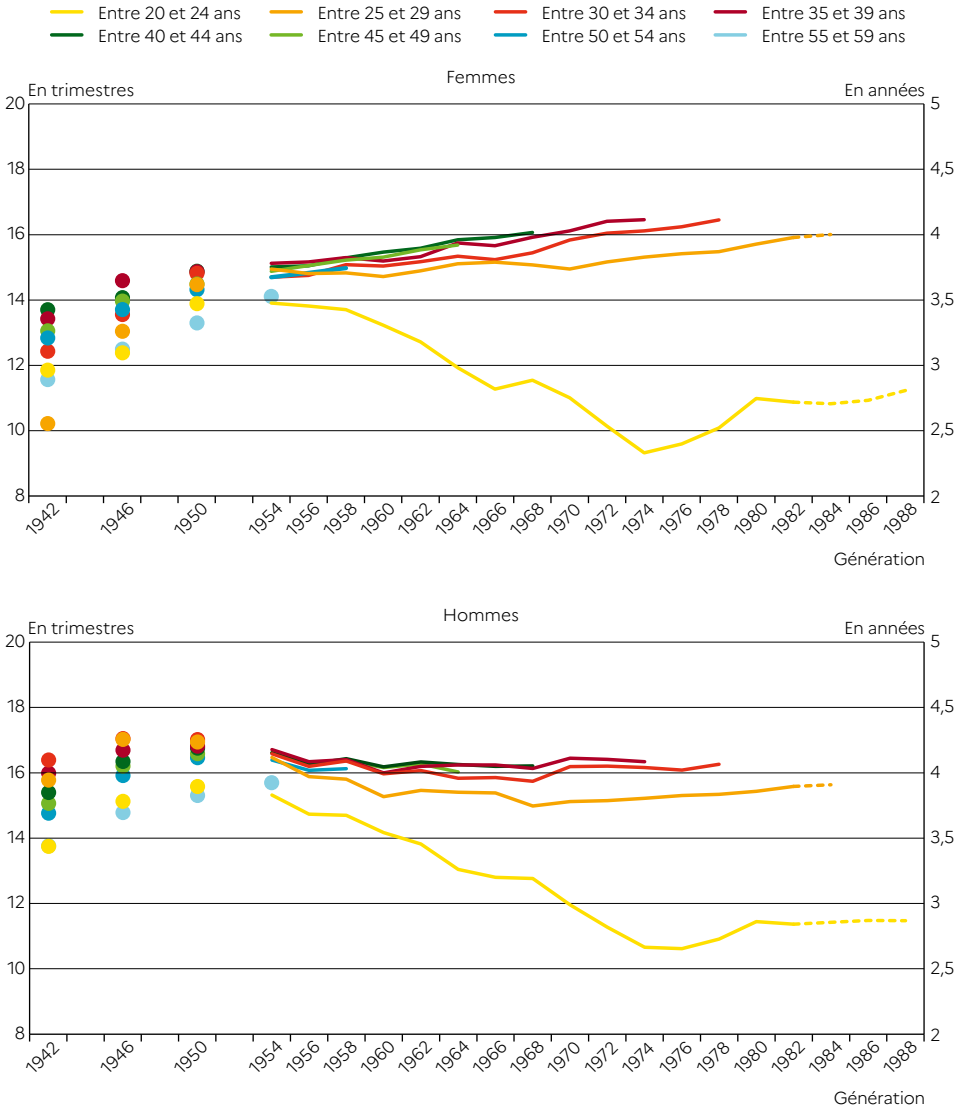 Entre 20 et 24 ans Entre 25 et 29 ans Entre 30 et 34 ans Entre 35 et 39 ans
Entre 40 et 44 ans Entre 45 et 49 ans Entre 50 et 54 ans Entre 55 et 59 ans
Femmes
En trimestres En années
20 5
18 4,5
16 4
14 3,5
12 3
10 2,5
8 2
1942 1946 1950 1954 1956 1958 1960 1962 1964 1966 1968 1970 1972 1974 1976 1978 1980 1982 1984 1986 1988
Génération
Hommes
En trimestres En années
20 5
18 4,5
16 4
14 3,5
12 3
10 2,5
8 2
1942 1946 1950 1954 1956 1958 1960 1962 1964 1966 1968 1970 1972 1974 1976 1978 1980 1982 1984 1986 1988
Génération